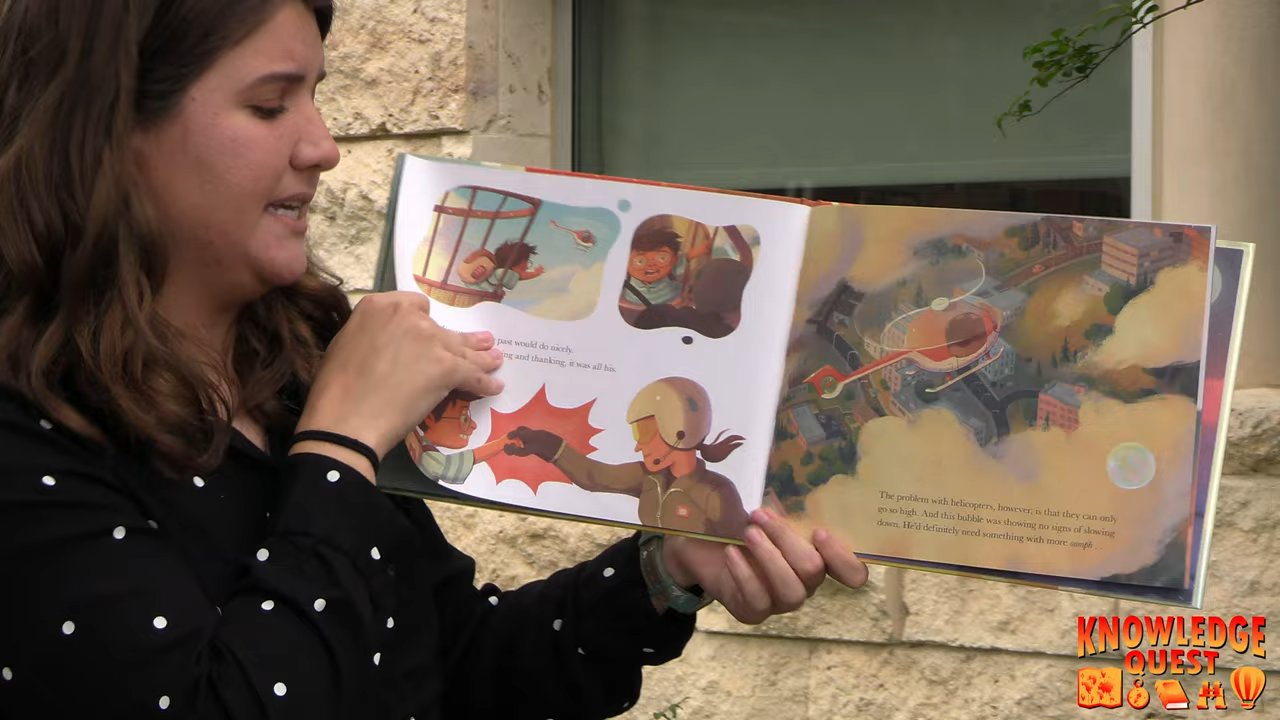 past would do nicely.
ng and thanking, it was all his.
The problem with helicopters, however, is that they can only
go so high. And this bubble was showing no signs of slowing
down. He'd definitely need something with more oomph . .
KNOWLEDGE
QUEST